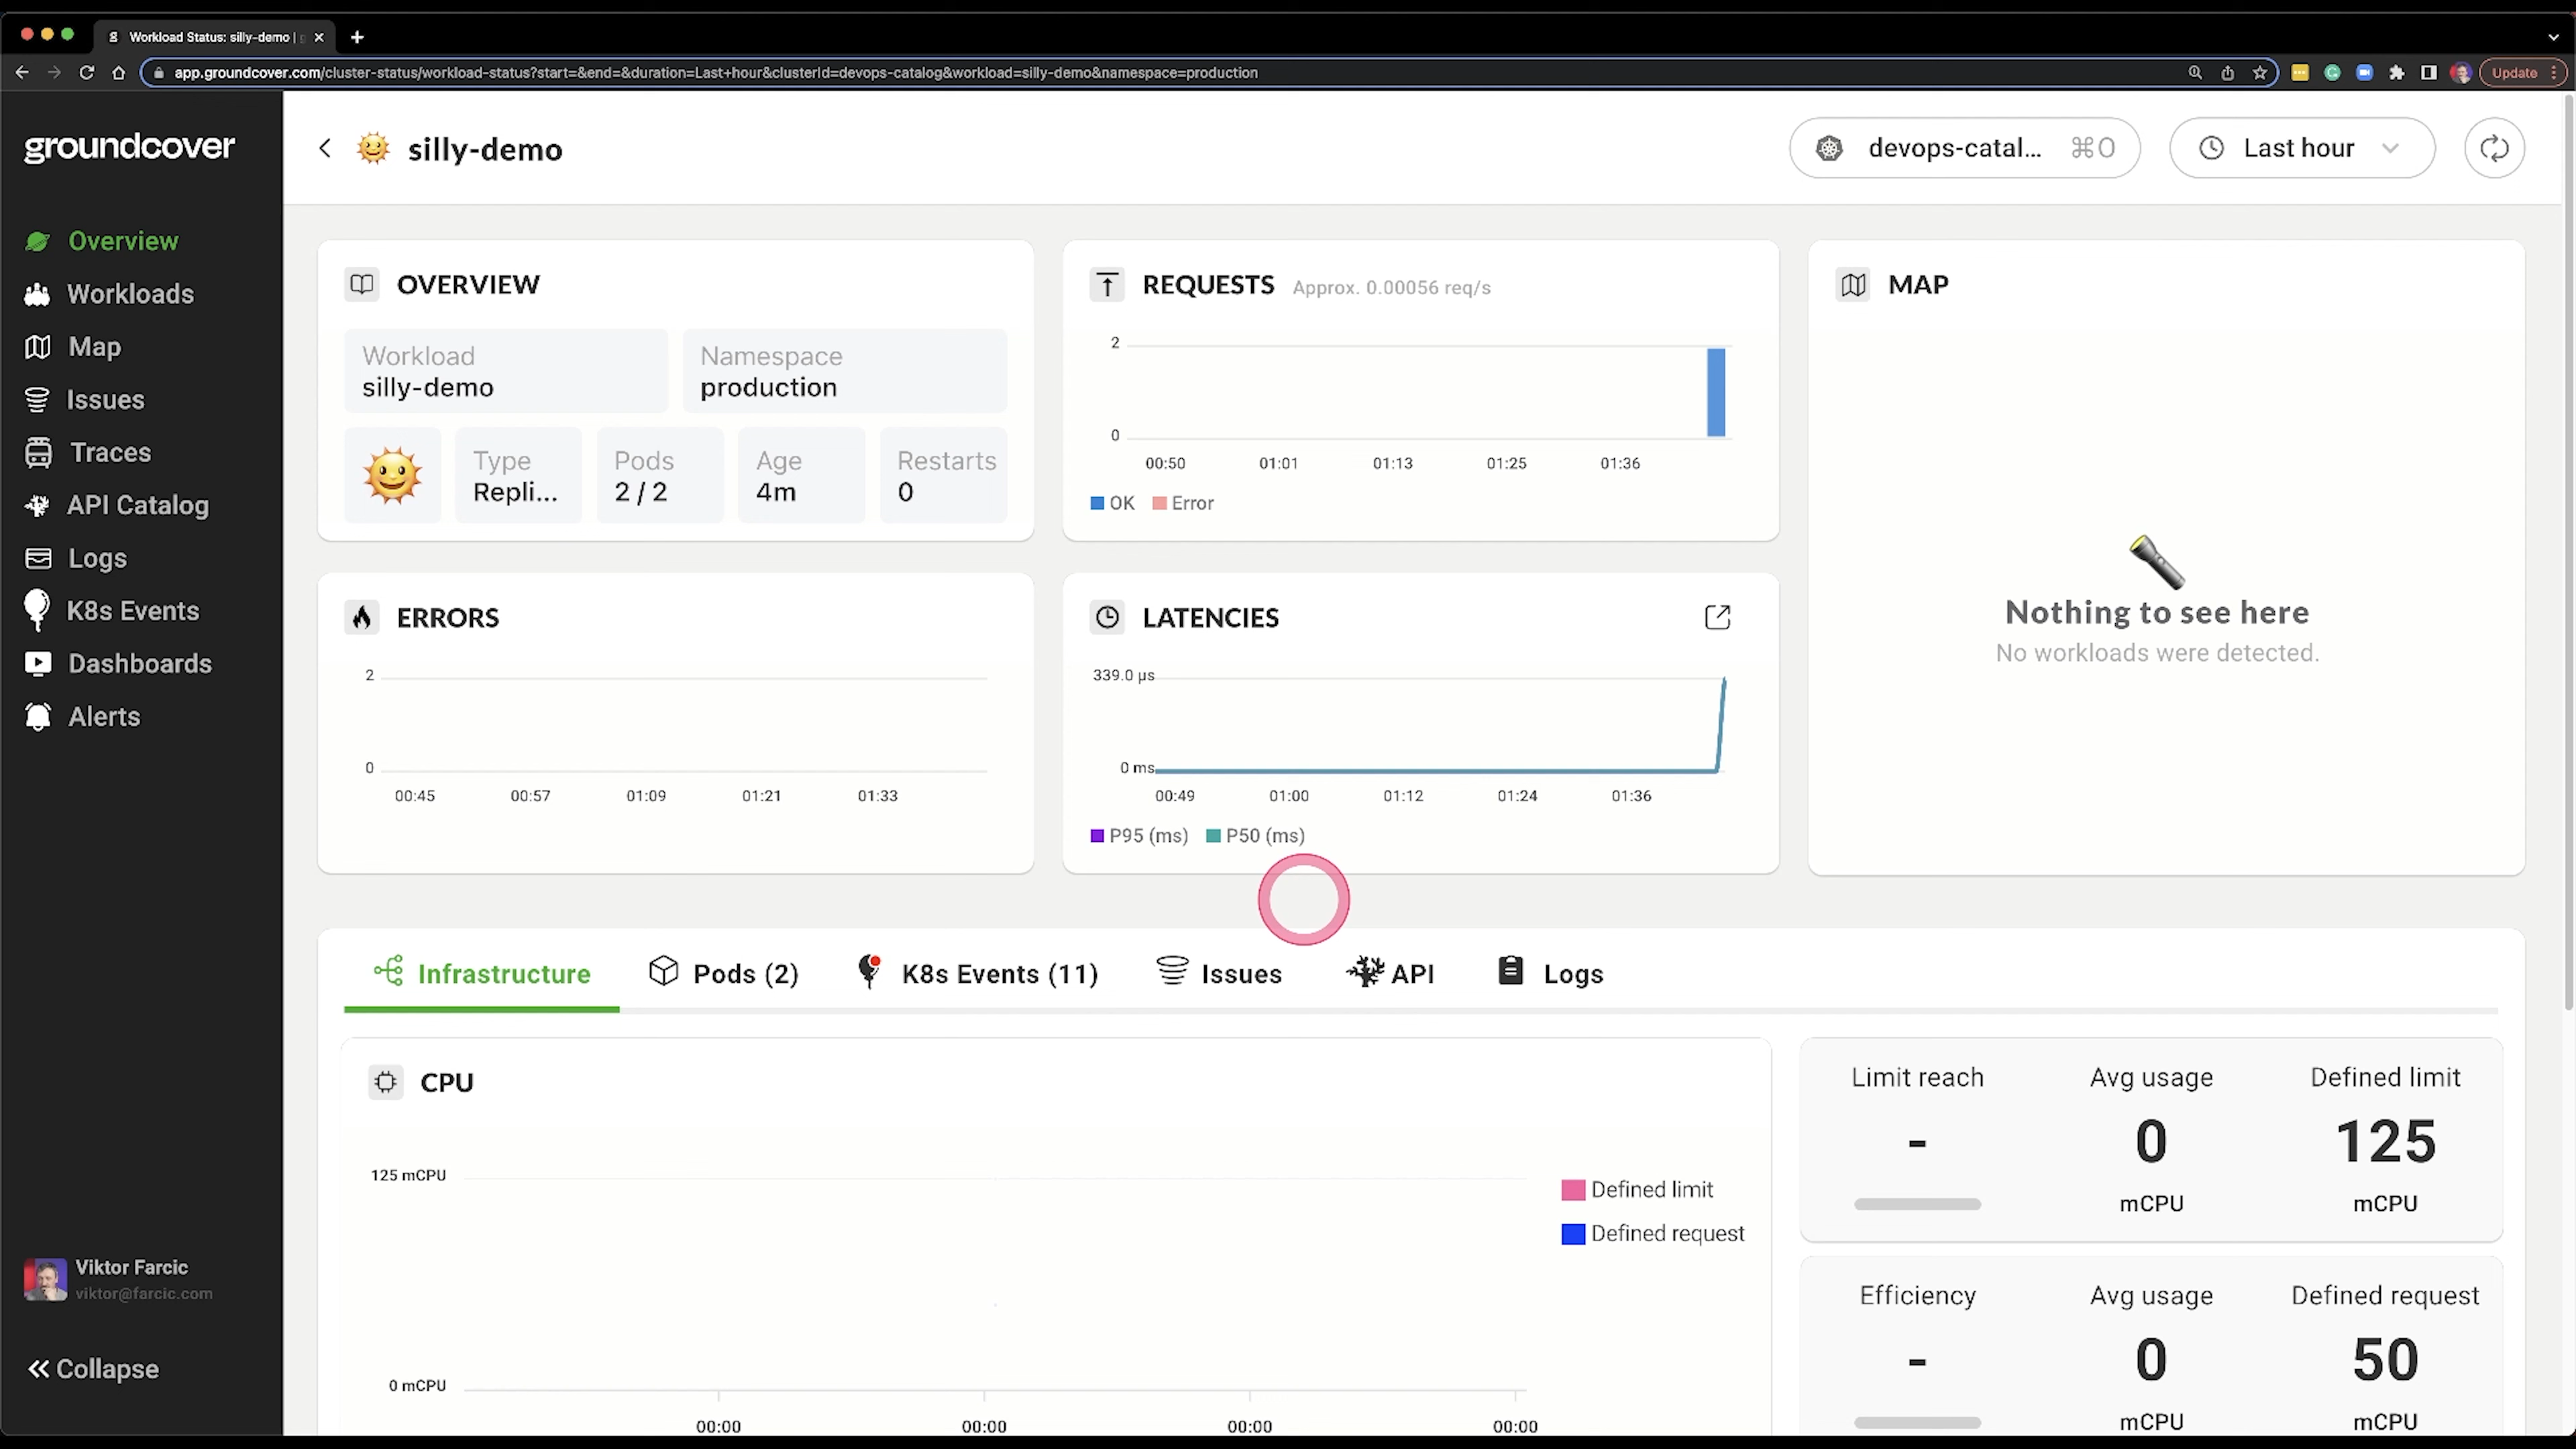 Workload Status: silly-demo |
app.groundcover.com/cluster-status/workload-status?start=&end=&duration=Last+hour&clusterId=devops-catalog&workload=silly-demo&namespace=production
Update
groundcover
Overview
Workloads
Map
Issues
Traces
API Catalog
Logs
K8s Events
Dashboards
Alerts
Viktor Farcic
viktor@farcic.com
Collapse
silly-demo
devops-catal... ⌘O
Last hour
OVERVIEW
Workload
silly-demo
Namespace
production
Type
Repli...
Pods
2 / 2
Age
4m
Restarts
0
REQUESTS Approx. 0.00056 req/s
2
0
00:50 01:01 01:13 01:25 01:36
OK Error
MAP
Nothing to see here
No workloads were detected.
ERRORS
2
0
00:45 00:57 01:09 01:21 01:33
LATENCIES
339.0 µs
0 ms
00:49 01:00 01:12 01:24 01:36
P95 (ms) P50 (ms)
Infrastructure Pods (2) K8s Events (11) Issues API Logs
CPU
125 mCPU
0 mCPU
00:00 00:00 00:00 00:00
Defined limit
Defined request
Limit reach Avg usage Defined limit
- 0 125
mCPU mCPU
Efficiency Avg usage Defined request
- 0 50
mCPU mCPU